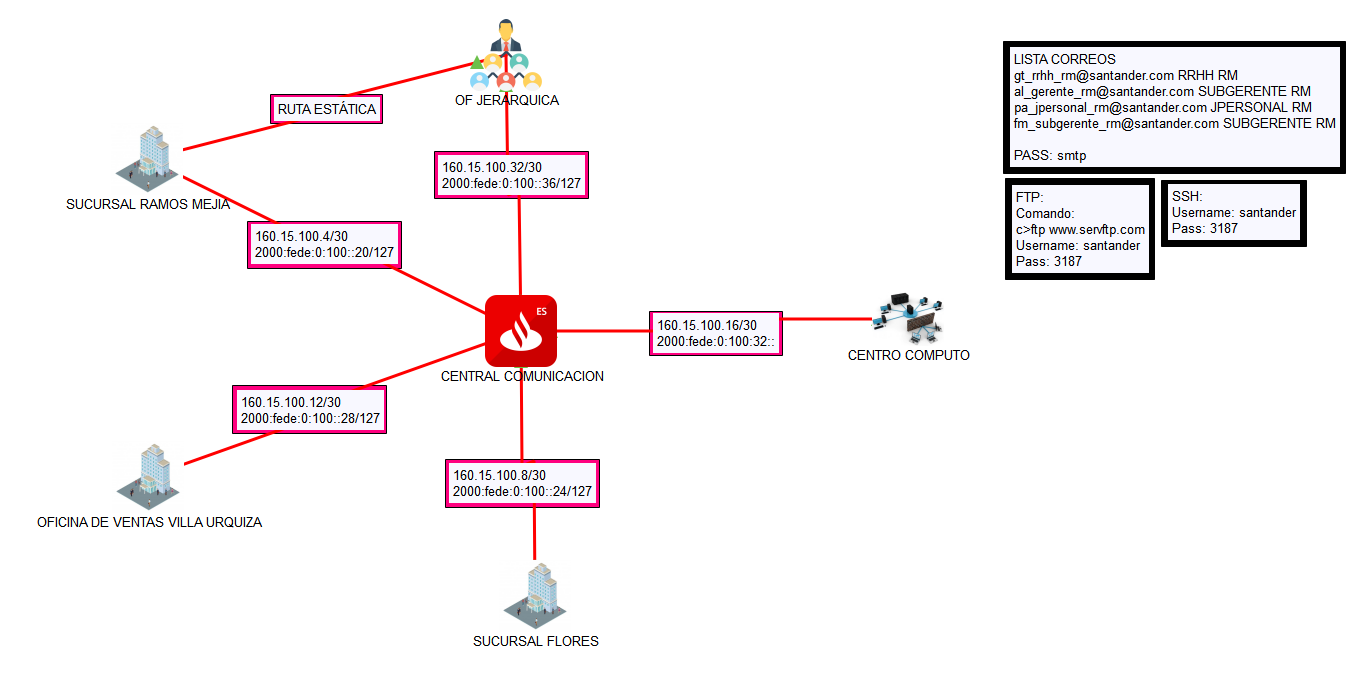 OF JERARQUICA
RUTA ESTÁTICA
160.15.100.32/30
2000:fede:0:100::36/127
SUCURSAL RAMOS MEJIA
160.15.100.4/30
2000:fede:0:100::20/127
ES
CENTRAL COMUNICACION
160.15.100.16/30
2000:fede:0:100:32::
CENTRO COMPUTO
160.15.100.12/30
2000:fede:0:100::28/127
OFICINA DE VENTAS VILLA URQUIZA
160.15.100.8/30
2000:fede:0:100::24/127
SUCURSAL FLORES
LISTA CORREOS
gt_rrhh_rm@santander.com RRHH RM
al_gerente_rm@santander.com SUBGERENTE RM
pa_jpersonal_rm@santander.com JPERSONAL RM
fm_subgerente_rm@santander.com SUBGERENTE RM
PASS: smtp
FTP:
Comando:
c>ftp www.servftp.com
Username: santander
Pass: 3187
SSH:
Username: santander
Pass: 3187